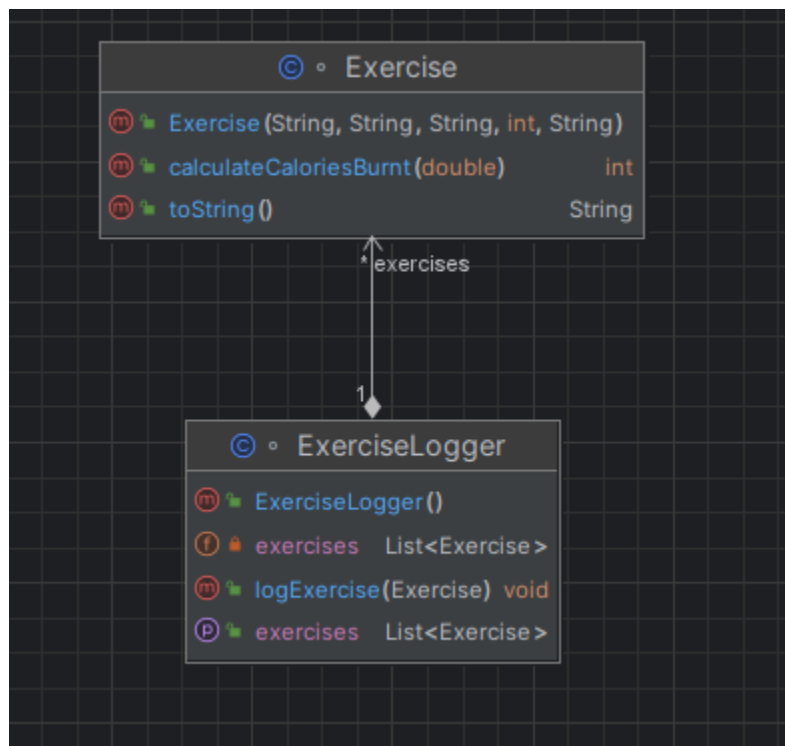 © Exercise
m Exercise(String, String, String, int, String)
m calculateCaloriesBurnt(double) int
m toString() String
* exercises
1
© ExerciseLogger
m ExerciseLogger()
f exercises List<Exercise>
m logExercise(Exercise) void
p exercises List<Exercise>